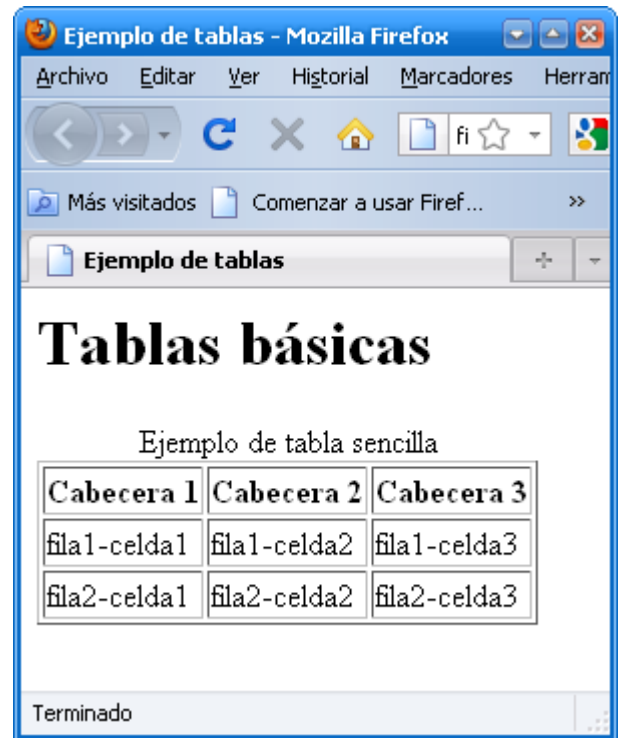 Ejemplo de tablas - Mozilla Firefox
Archivo Editar Ver Historial Marcadores Herram
fi
Más visitados Comenzar a usar Firef... »
Ejemplo de tablas
Tablas básicas
Ejemplo de tabla sencilla
Cabecera 1 Cabecera 2 Cabecera 3
fila1-celda1 fila1-celda2 fila1-celda3
fila2-celda1 fila2-celda2 fila2-celda3
Terminado